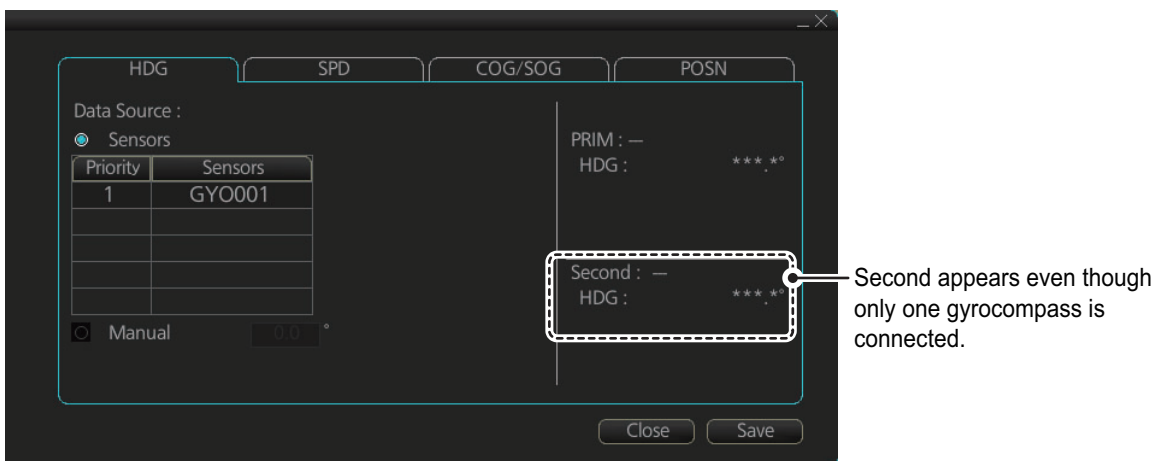 HDG SPD COG/SOG POSN
Data Source :
Sensors
Priority Sensors
1 GYO001
Manual 0.0 °
PRIM : —
HDG : ***.*°
Second : —
HDG : ***.*°
Close Save
Second appears even though
only one gyrocompass is
connected.